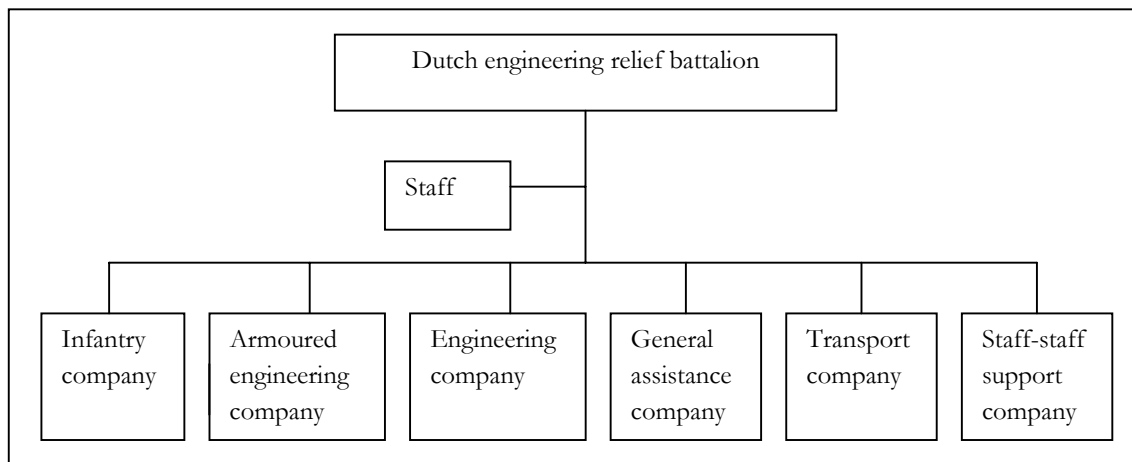 Dutch engineering relief battalion
Staff
Infantry
company
Armoured
engineering
company
Engineering
company
General
assistance
company
Transport
company
Staff-staff
support
company